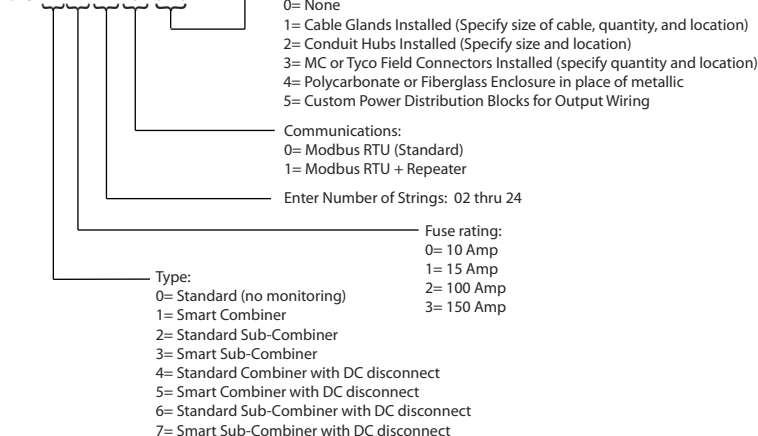 0= None
1= Cable Glands Installed (Specify size of cable, quantity, and location)
2= Conduit Hubs Installed (Specify size and location)
3= MC or Tyco Field Connectors Installed (specify quantity and location)
4= Polycarbonate or Fiberglass Enclosure in place of metallic
5= Custom Power Distribution Blocks for Output Wiring
Communications:
0= Modbus RTU (Standard)
1= Modbus RTU + Repeater
Enter Number of Strings: 02 thru 24
Fuse rating:
0= 10 Amp
1= 15 Amp
2= 100 Amp
3= 150 Amp
Type:
0= Standard (no monitoring)
1= Smart Combiner
2= Standard Sub-Combiner
3= Smart Sub-Combiner
4= Standard Combiner with DC disconnect
5= Smart Combiner with DC disconnect
6= Standard Sub-Combiner with DC disconnect
7= Smart Sub-Combiner with DC disconnect